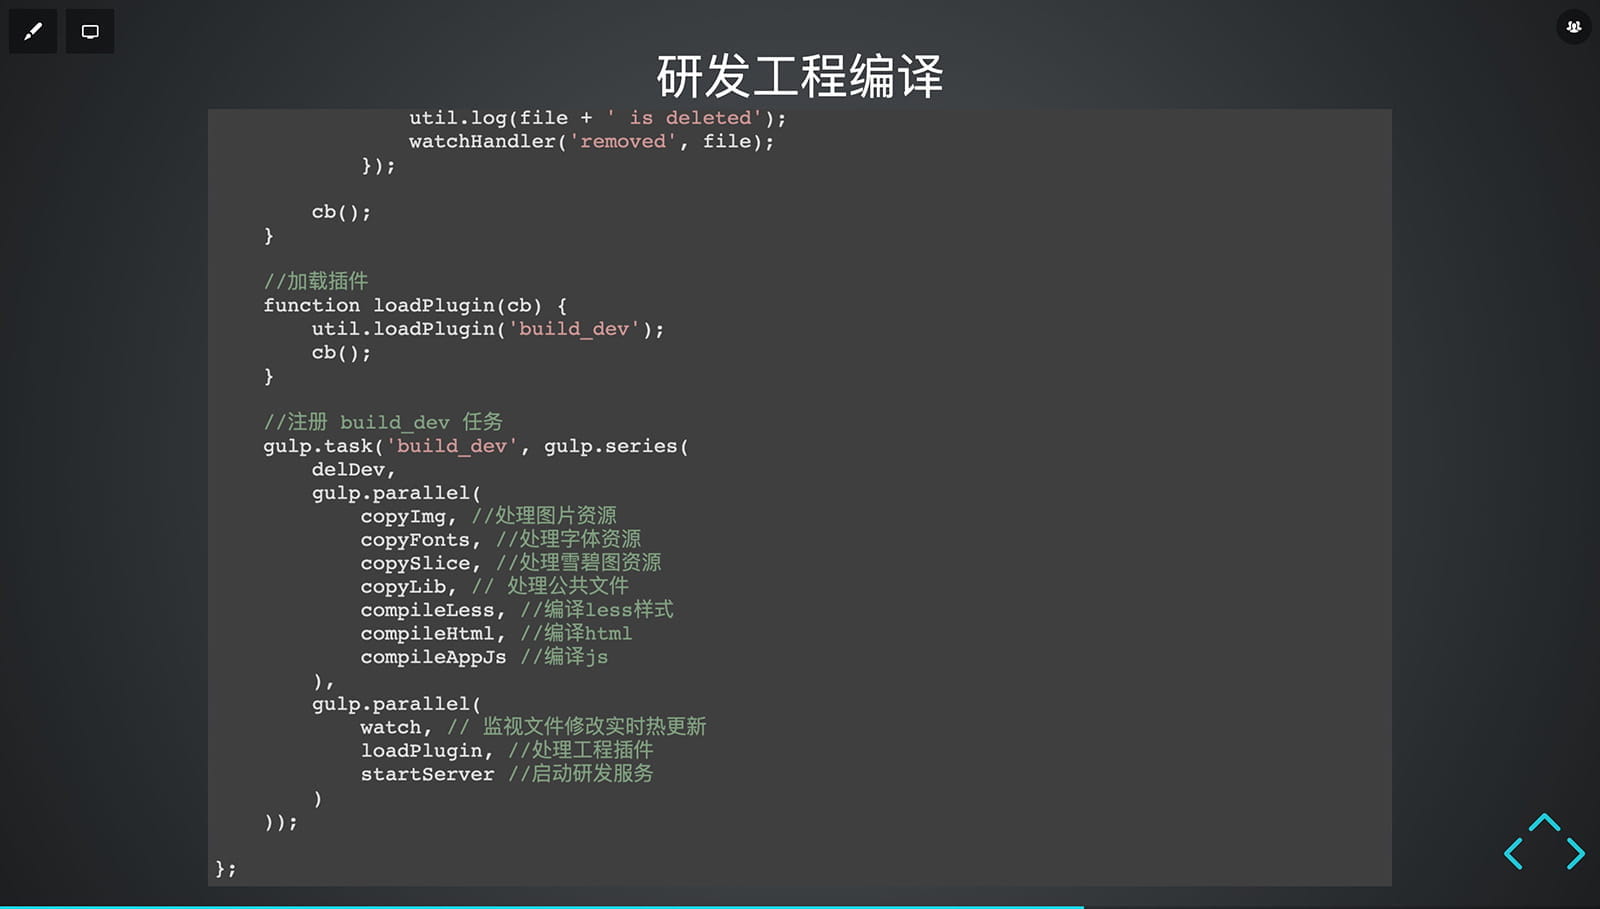 研发工程编译
util.log(file + ' is deleted');
watchHandler('removed', file);
});
cb();
}
//加载插件
function loadPlugin(cb) {
util.loadPlugin('build_dev');
cb();
}
//注册 build_dev 任务
gulp.task('build_dev', gulp.series(
delDev,
gulp.parallel(
copyImg, //处理图片资源
copyFonts, //处理字体资源
copySlice, //处理雪碧图资源
copyLib, // 处理公共文件
compileLess, //编译less样式
compileHtml, //编译html
compileAppJs //编译js
),
gulp.parallel(
watch, // 监视文件修改实时热更新
loadPlugin, //处理工程插件
startServer //启动研发服务
)
));
};